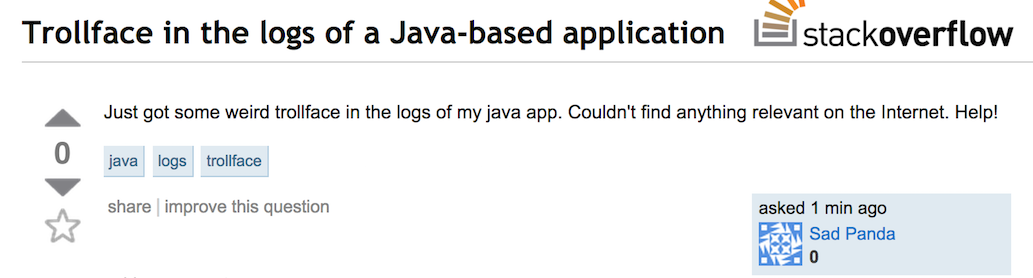 Trollface in the logs of a Java-based application
stackoverflow
Just got some weird trollface in the logs of my java app. Couldn't find anything relevant on the Internet. Help!
0
java logs trollface
share | improve this question
asked 1 min ago
Sad Panda
0